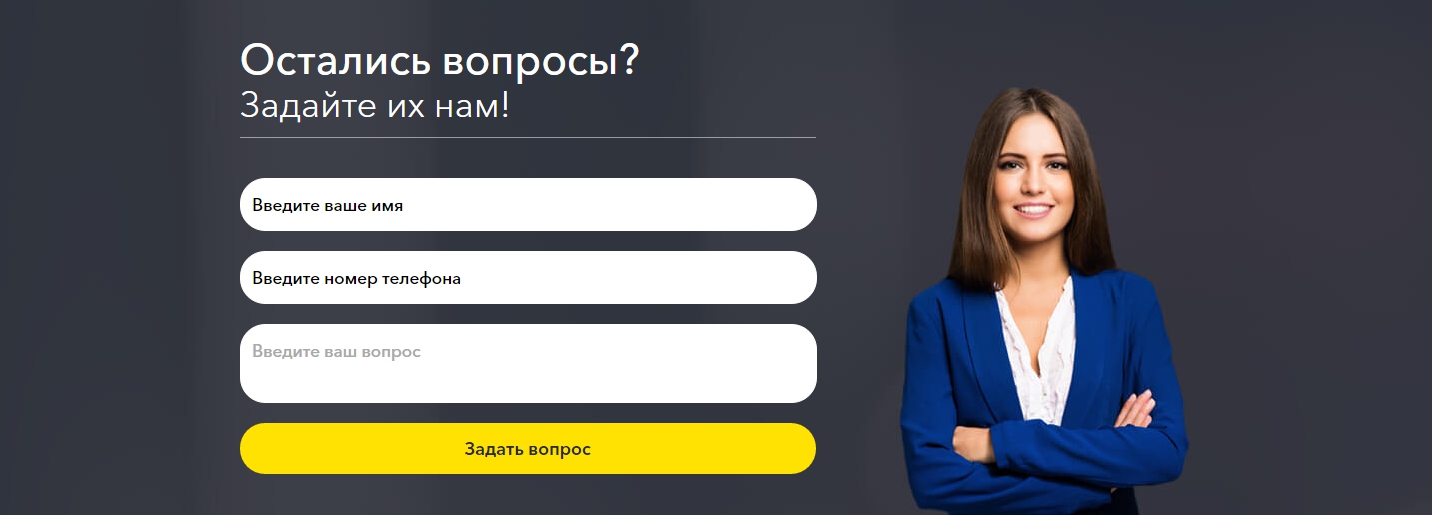 Остались вопросы?
Задайте их нам!
Введите ваше имя
Введите номер телефона
Введите ваш вопрос
Задать вопрос